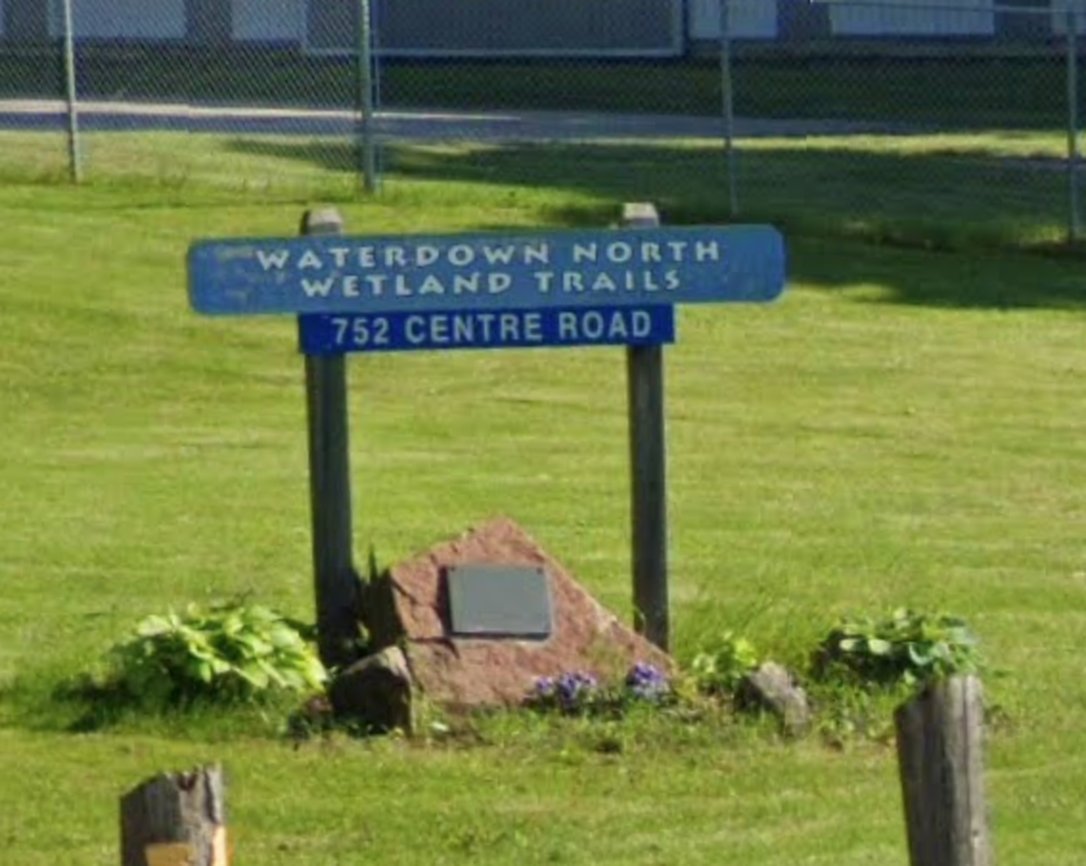 WATERDOWN NORTH
WETLAND TRAILS
752 CENTRE ROAD